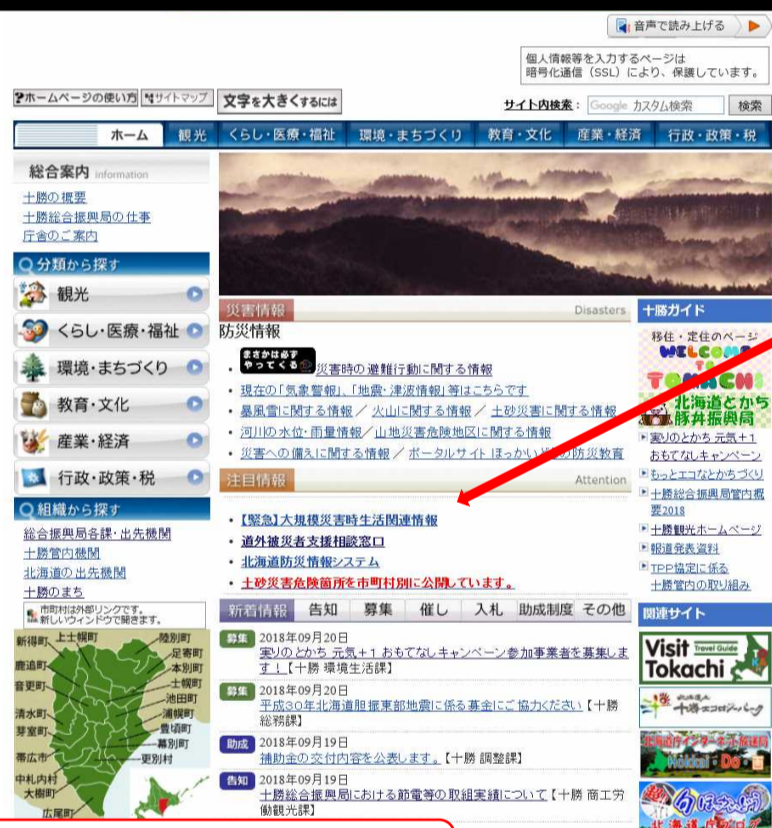 音声で読み上げる
個人情報等を入力するページは
暗号化通信（SSL）により、保護しています。
?ホームページの使い方
サイトマップ
文字を大きくするには
サイト内検索：
Google カスタム検索
検索
ホーム 観光 くらし・医療・福祉 環境・まちづくり 教育・文化 産業・経済 行政・政策・税
総合案内 information
十勝の概要
十勝総合振興局の仕事
庁舎のご案内
分類から探す
観光
くらし・医療・福祉
環境・まちづくり
教育・文化
産業・経済
行政・政策・税
組織から探す
総合振興局各課・出先機関
十勝管内機関
北海道の出先機関
十勝のまち
市町村は外部リンクです。
新しいウィンドウで開きます。
新得町
上士幌町
陸別町
足寄町
鹿追町
本別町
士幌町
音更町
池田町
清水町
浦幌町
芽室町
豊頃町
幕別町
帯広市
更別村
中札内村
大樹町
広尾町
災害情報 Disasters
防災情報
まさかは必ず
やってくる
災害時の避難行動に関する情報
・現在の「気象警報」、「地震・津波情報」等はこちらです
・暴風雪に関する情報／火山に関する情報／土砂災害に関する情報
・河川の水位・雨量情報／山地災害危険地区に関する情報
・災害への備えに関する情報／ポータルサイト ほっかい
の防災教育
注目情報 Attention
・【緊急】大規模災害時生活関連情報
・道外被災者支援相談窓口
・北海道防災情報システム
・土砂災害危険箇所を市町村別に公開しています。
新着情報 告知 募集 催し 入札 助成制度 その他
募集 2018年09月20日
実りのとかち 元気+1 おもてなしキャンペーン参加事業者を募集しま
す！【十勝 環境生活課】
募集 2018年09月20日
平成30年北海道胆振東部地震に係る募金にご協力ください【十勝
総務課】
助成 2018年09月19日
補助金の交付内容を公表します。【十勝 調整課】
告知 2018年09月19日
十勝総合振興局における節電等の取組実績について【十勝 商工労
働観光課】
十勝ガイド
移住・定住のページ
WELCOME
TO
TOKACHI
北海道とかち
豚丼振興局
実りのとかち 元気+1
おもてなしキャンペーン
もっとエコなとかちづくり
十勝総合振興局管内概
要2018
十勝観光ホームページ
報道発表資料
TPP協定に係る
十勝管内の取り組み
関連サイト
Visit Travel Guide
Tokachi
十勝エコロジーパーク
北海道庁インターネット放送局
Hokkai・Do・画
北海道庁ブログ